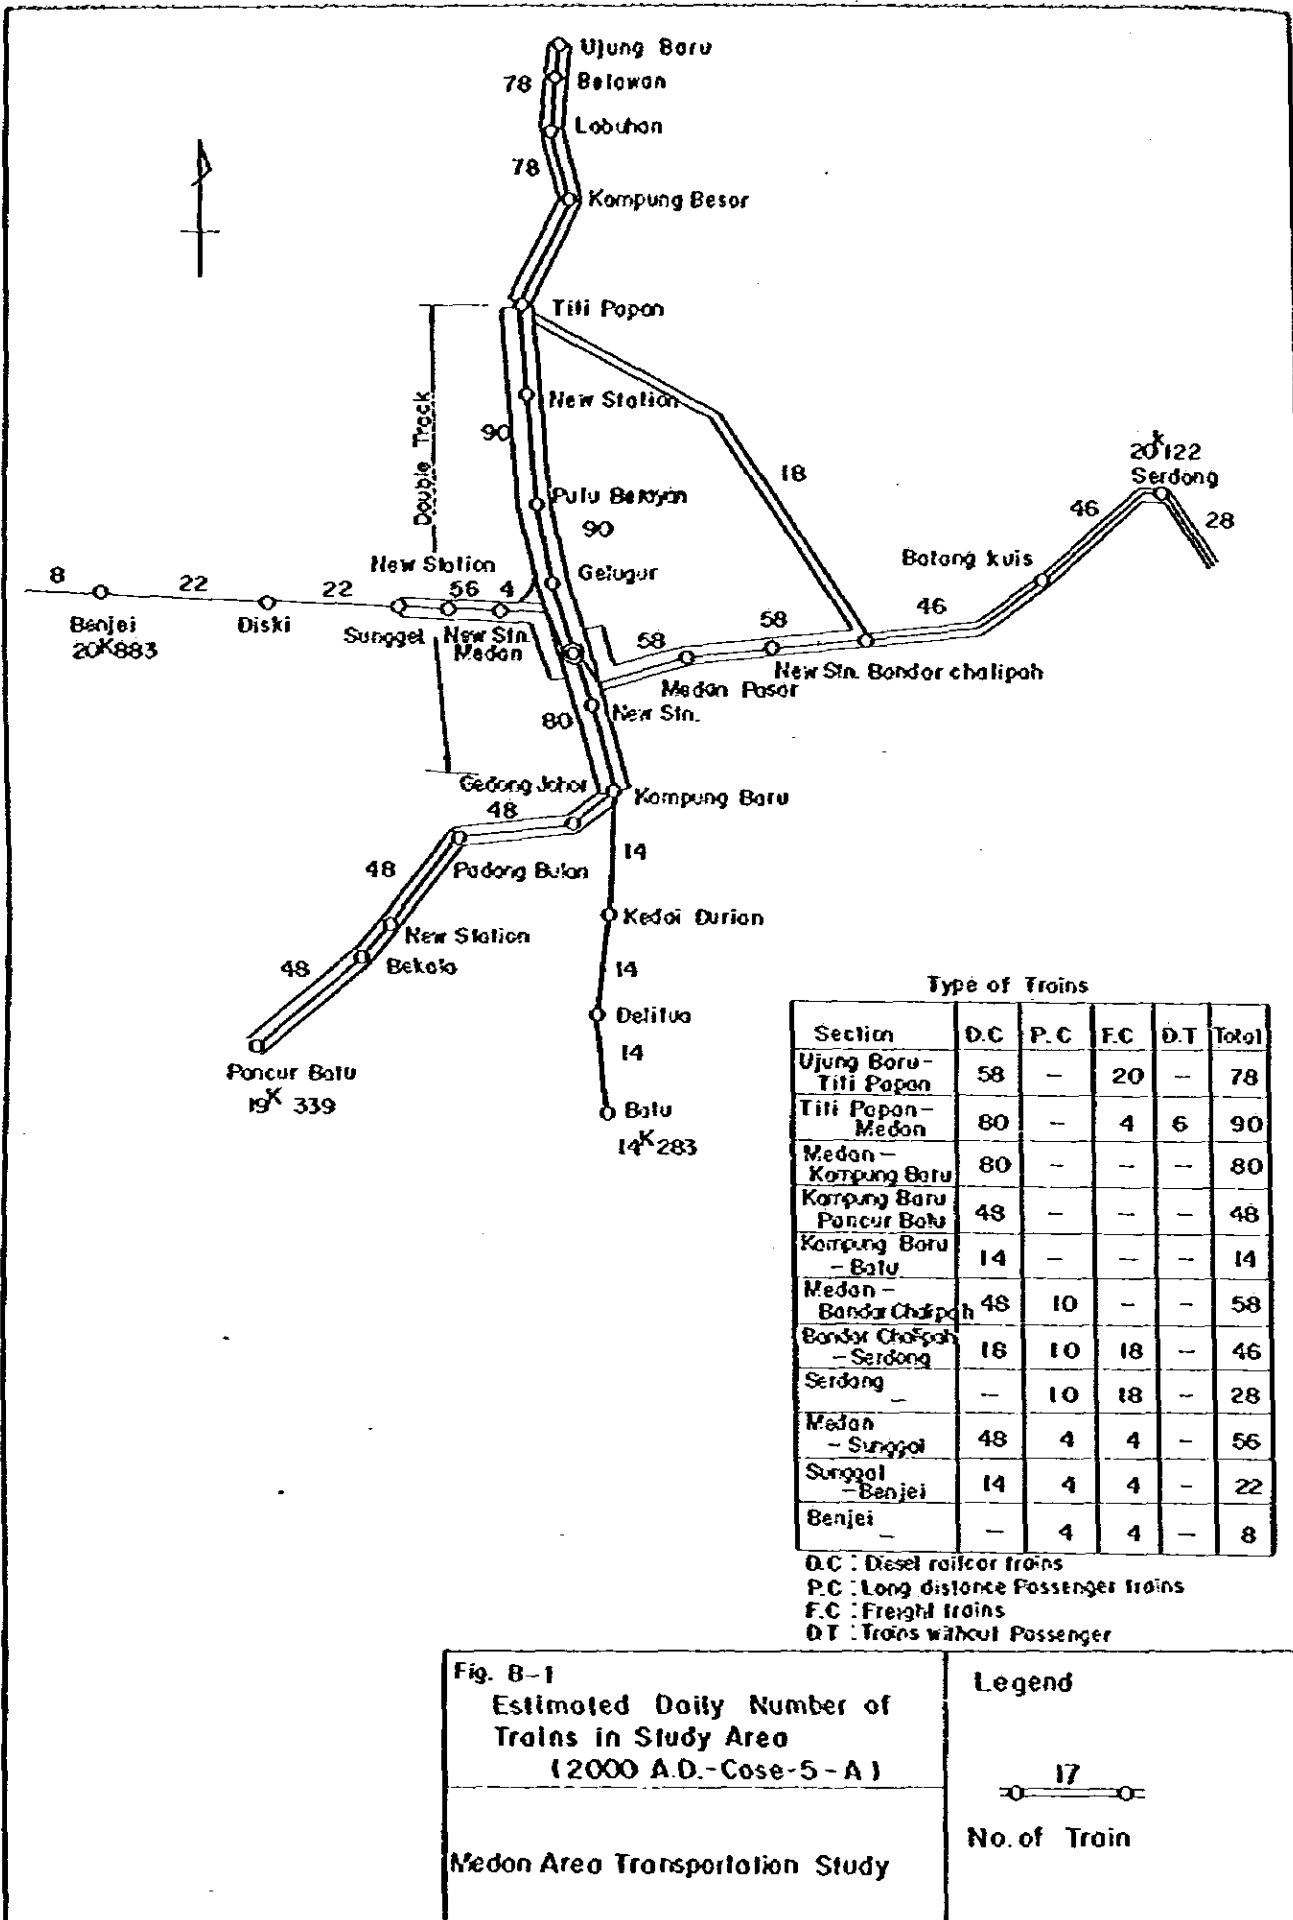 Ujung Baru
78
Belawan
Labuhan
78
Kampung Besar
Titi Papan
Double Track
New Station
90
18
20K122
Serdang
Pulu Berayan
46
28
90
Batang kuis
New Station
Gelugur
8
22
22
56
4
46
58
58
Benjei
20K883
Diski
Sunggal
New Stn.
Medan
New Stn.
Bandar chalipah
Medan Pasar
80
New Stn.
Gedong Johor
Kampung Baru
48
14
48
Padang Bulan
Kedai Durian
New Station
48
Bekala
14
Delitua
14
Pancur Batu
19K 339
Batu
14K283
Type of Trains
Section D.C P.C F.C D.T Total
Ujung Baru-
Titi Papan 58 – 20 – 78
Titi Papan-
Medan 80 – 4 6 90
Medan –
Kampung Baru 80 – – – 80
Kampung Baru
Pancur Batu 48 – – – 48
Kampung Baru
– Batu 14 – – – 14
Medan –
Bandar Chalipah 48 10 – – 58
Bandar Chalipah
– Serdang 18 10 18 – 46
Serdang
– – 10 18 – 28
Medan
– Sunggal 48 4 4 – 56
Sunggal
– Benjei 14 4 4 – 22
Benjei
– – 4 4 – 8
D.C : Diesel railcar trains
P.C : Long distance Passenger trains
F.C : Freight trains
D.T : Trains without Passenger
Fig. 8-1
Estimated Daily Number of
Trains in Study Area
(2000 A.D.-Case-5-A)
Medan Area Transportation Study
Legend
17
No. of Train